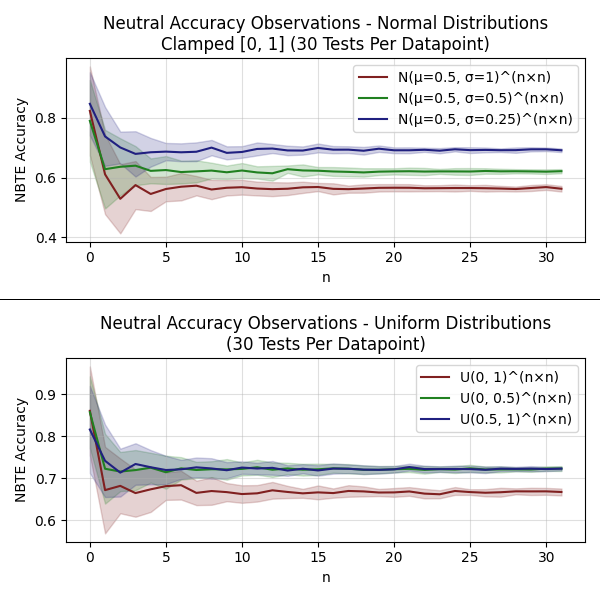 Neutral Accuracy Observations - Normal Distributions
Clamped [0, 1] (30 Tests Per Datapoint)
N(μ=0.5, σ=1)^(n×n)
N(μ=0.5, σ=0.5)^(n×n)
N(μ=0.5, σ=0.25)^(n×n)
NBTE Accuracy
0.8
0.6
0.4
0 5 10 15 20 25 30
n
Neutral Accuracy Observations - Uniform Distributions
(30 Tests Per Datapoint)
U(0, 1)^(n×n)
U(0, 0.5)^(n×n)
U(0.5, 1)^(n×n)
NBTE Accuracy
0.9
0.8
0.7
0.6
0 5 10 15 20 25 30
n